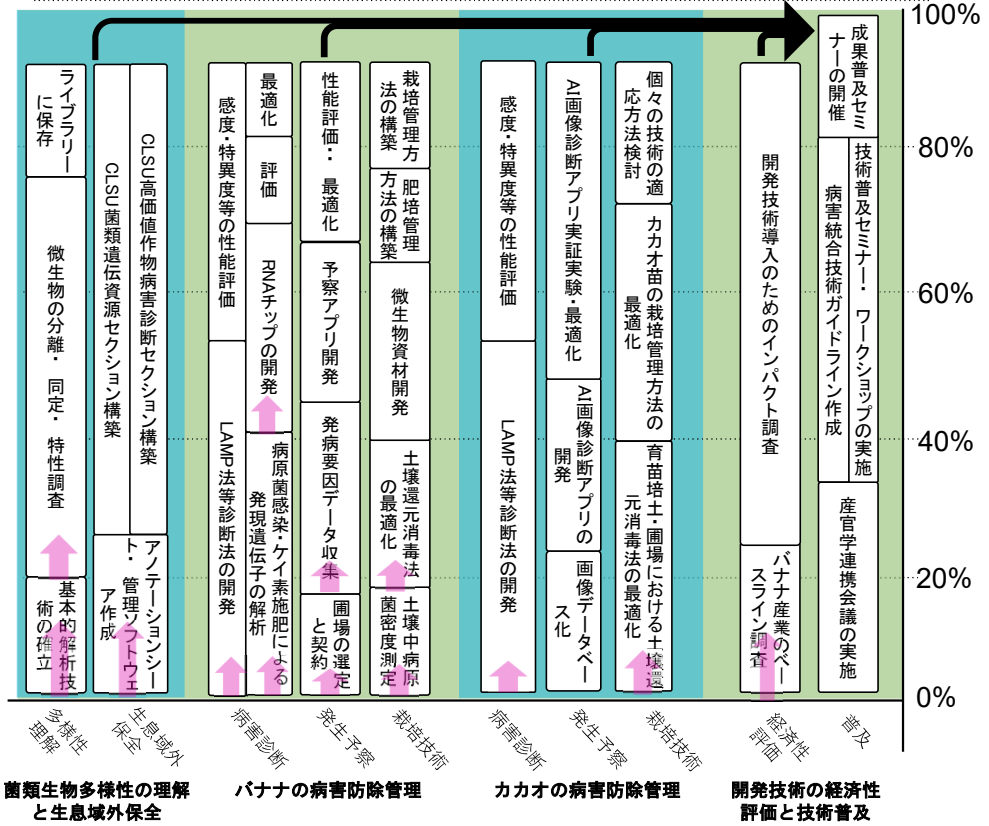 100%
80%
60%
40%
20%
0%
ライブラリー
に保存
微生物の分離・同定・特性調査
基本的解析技
術の確立
CLSU高価値作物病害診断セクション構築
CLSU菌類遺伝資源セクション構築
アノテーションシー
ト・管理ソフトウェ
ア作成
感度・特異度等の性能評価
LAMP法等診断法の開発
最適化
評価
RNAチップの開発
病原菌感染・ケイ素施肥による
発現遺伝子の解析
性能評価・最適化
予察アプリ開発
発病要因データ収集
圃場の選定
と契約
栽培管理方
法の構築
肥培管理
方法の構築
微生物資材開発
土壌還元消毒法
の最適化
土壌中病原
菌密度測定
感度・特異度等の性能評価
LAMP法等診断法の開発
AI画像診断アプリ実証実験・最適化
AI画像診断アプリの
開発
画像データベー
ス化
個々の技術の適
応方法検討
カカオ苗の栽培管理方法の
最適化
育苗培土・圃場における土壌還
元消毒法の最適化
開発技術導入のためのインパクト調査
バナナ産業のベー
スライン調査
成果普及セミ
ナーの開催
技術普及セミナー・ワークショップの実施
病害統合技術ガイドライン作成
産官学連携会議の実施
多様性
理解
生息域外
保全
病害診断
発生予察
栽培技術
病害診断
発生予察
栽培技術
経済性
評価
普及
菌類生物多様性の理解
と生息域外保全
バナナの病害防除管理
カカオの病害防除管理
開発技術の経済性
評価と技術普及